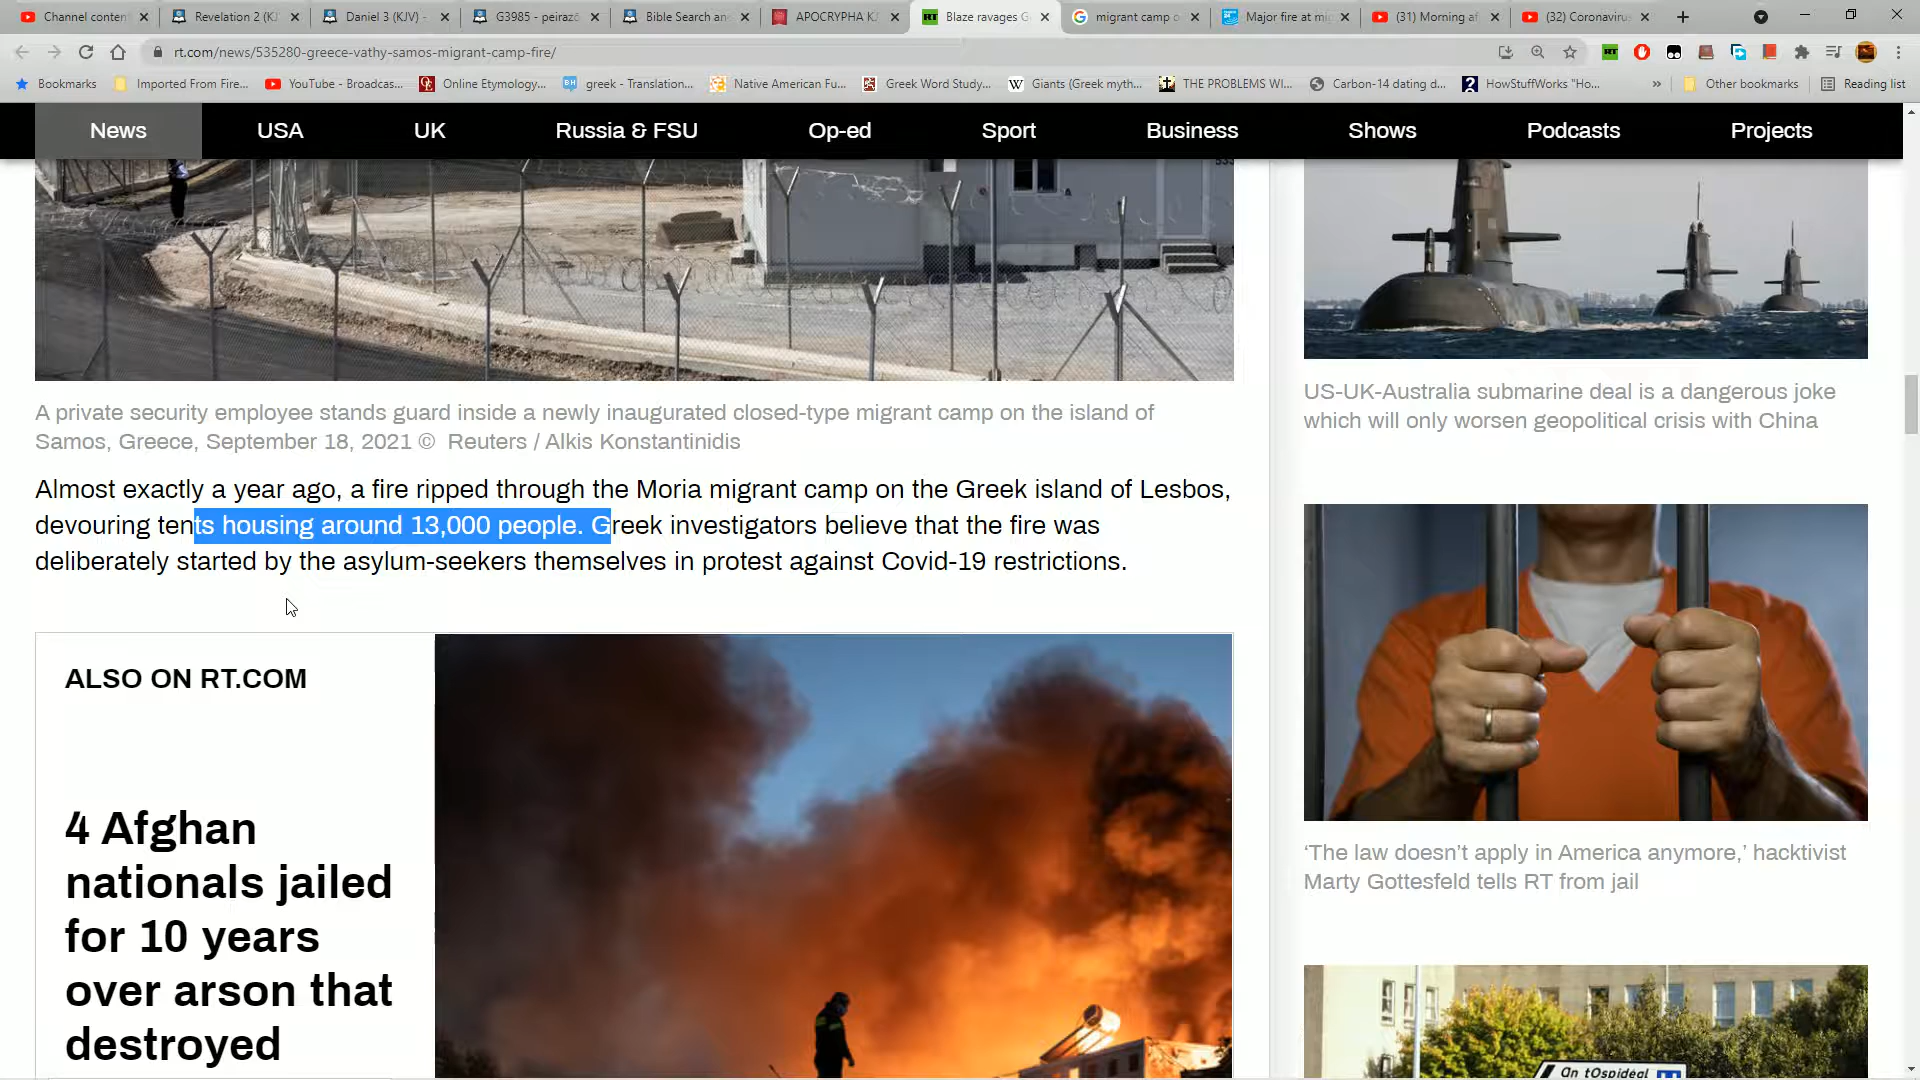 Channel content
Revelation 2 (KJ
Daniel 3 (KJV) -
G3985 - peirazō
Bible Search an
APOCRYPHA KJ
Blaze ravages G
migrant camp o
Major fire at mig
(31) Morning af
(32) Coronavirus
rt.com/news/535280-greece-vathy-samos-migrant-camp-fire/
Bookmarks
Imported From Fire...
YouTube - Broadcas...
Online Etymology...
greek - Translation...
Native American Fu...
Greek Word Study...
Giants (Greek myth...
THE PROBLEMS WI...
Carbon-14 dating d...
HowStuffWorks "Ho...
»
Other bookmarks
Reading list
News
USA
UK
Russia & FSU
Op-ed
Sport
Business
Shows
Podcasts
Projects
A private security employee stands guard inside a newly inaugurated closed-type migrant camp on the island of
Samos, Greece, September 18, 2021 © Reuters / Alkis Konstantinidis
Almost exactly a year ago, a fire ripped through the Moria migrant camp on the Greek island of Lesbos,
devouring tents housing around 13,000 people. Greek investigators believe that the fire was
deliberately started by the asylum-seekers themselves in protest against Covid-19 restrictions.
ALSO ON RT.COM
4 Afghan
nationals jailed
for 10 years
over arson that
destroyed
US-UK-Australia submarine deal is a dangerous joke
which will only worsen geopolitical crisis with China
‘The law doesn’t apply in America anymore,’ hacktivist
Marty Gottesfeld tells RT from jail
An tOspidéal